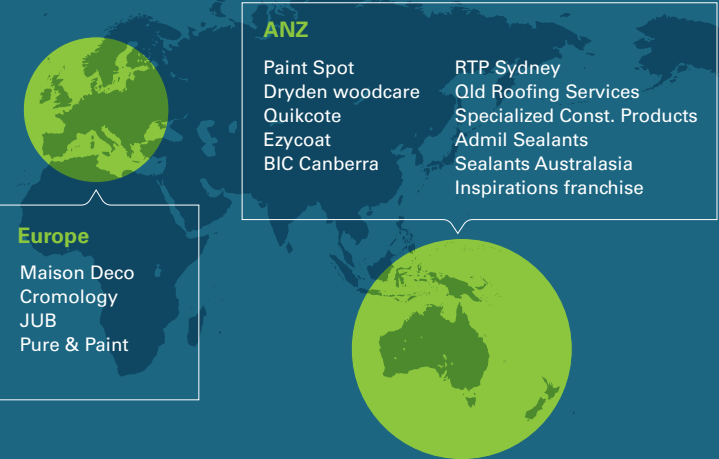 ANZ
Paint Spot
Dryden woodcare
Quikcote
Ezycoat
BIC Canberra
RTP Sydney
Qld Roofing Services
Specialized Const. Products
Admil Sealants
Sealants Australasia
Inspirations franchise
Europe
Maison Deco
Cromology
JUB
Pure & Paint